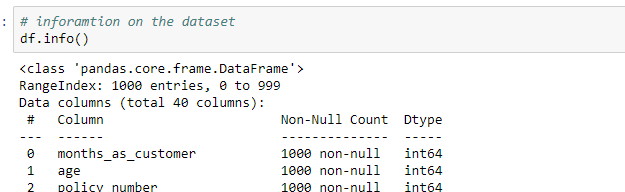 : # inforamtion on the dataset
df.info()
<class 'pandas.core.frame.DataFrame'>
RangeIndex: 1000 entries, 0 to 999
Data columns (total 40 columns):
 #   Column                       Non-Null Count  Dtype
---  ------                       --------------  -----
 0   months_as_customer           1000 non-null   int64
 1   age                          1000 non-null   int64
 2   policy_number                1000 non-null   int64